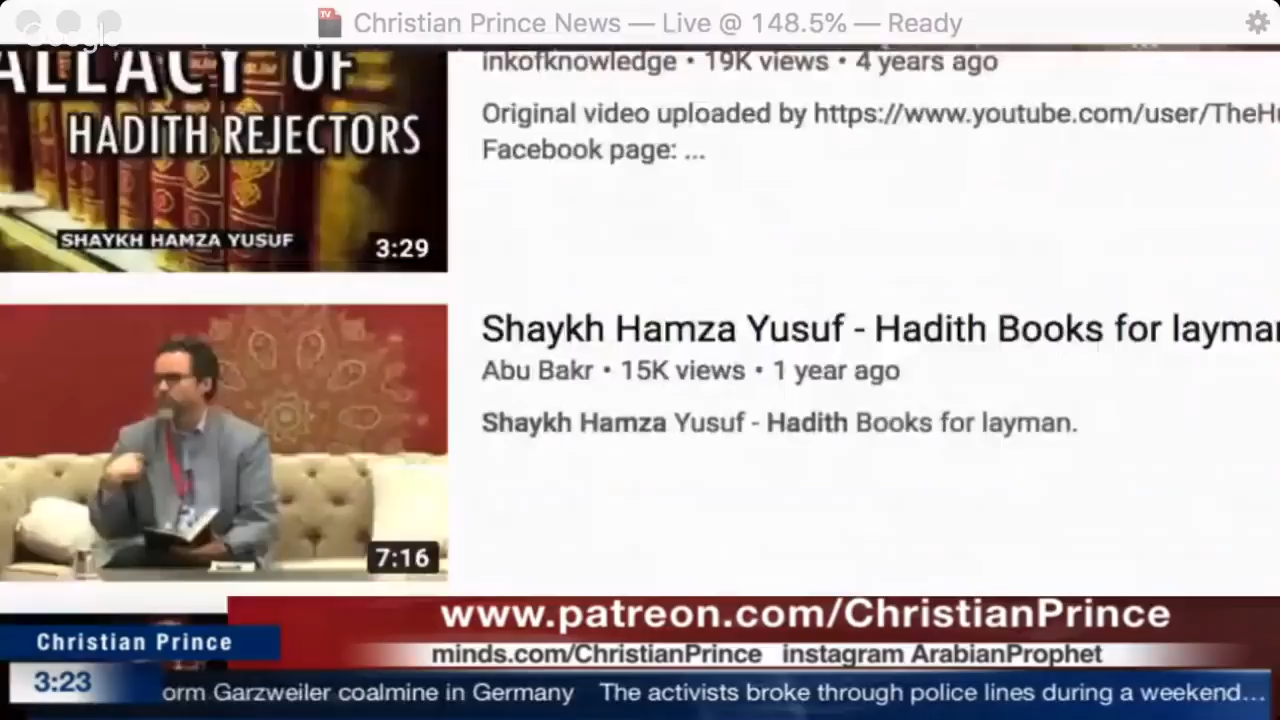 Christian Prince News — Live @ 148.5% — Ready
Google
ALLACY OF
HADITH REJECTORS
SHAYKH HAMZA YUSUF
3:29
inkofknowledge • 19K views • 4 years ago
Original video uploaded by https://www.youtube.com/user/TheHu
Facebook page: ...
Shaykh Hamza Yusuf - Hadith Books for layman
Abu Bakr • 15K views • 1 year ago
Shaykh Hamza Yusuf - Hadith Books for layman.
7:16
www.patreon.com/ChristianPrince
Christian Prince
minds.com/ChristianPrince instagram ArabianProphet
3:23
orm Garzweiler coalmine in Germany The activists broke through police lines during a weekend...